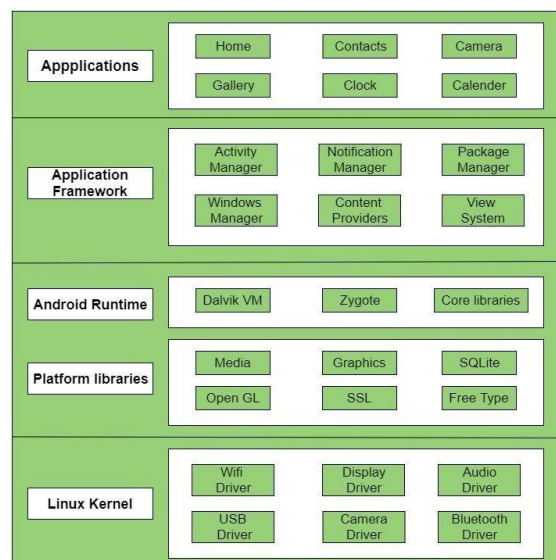 Appplications
Home
Contacts
Camera
Gallery
Clock
Calender
Application
Framework
Activity
Manager
Notification
Manager
Package
Manager
Windows
Manager
Content
Providers
View
System
Android Runtime
Dalvik VM
Zygote
Core libraries
Platform libraries
Media
Graphics
SQLite
Open GL
SSL
Free Type
Linux Kernel
Wifi
Driver
Display
Driver
Audio
Driver
USB
Driver
Camera
Driver
Bluetooth
Driver